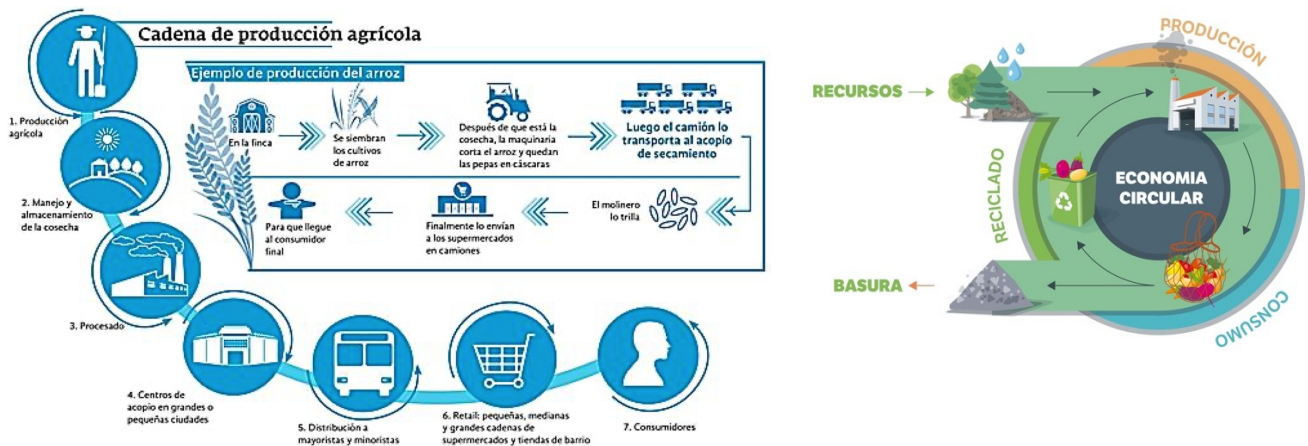 Cadena de producción agrícola
Ejemplo de producción del arroz
En la finca
Se siembran
los cultivos
de arroz
Después de que está la
cosecha, la maquinaria
corta el arroz y quedan
las pepas en cáscaras
Luego el camión lo
transporta al acopio
de secamiento
El molinero
lo trilla
Finalmente lo envían
a los supermercados
en camiones
Para que llegue
al consumidor
final
1. Producción
agrícola
2. Manejo y
almacenamiento
de la cosecha
3. Procesado
4. Centros de
acopio en grandes o
pequeñas ciudades
5. Distribución a
mayoristas y minoristas
6. Retail: pequeñas, medianas
y grandes cadenas de
supermercados y tiendas de barrio
7. Consumidores
PRODUCCIÓN
RECURSOS
ECONOMIA
CIRCULAR
RECICLADO
BASURA
CONSUMO